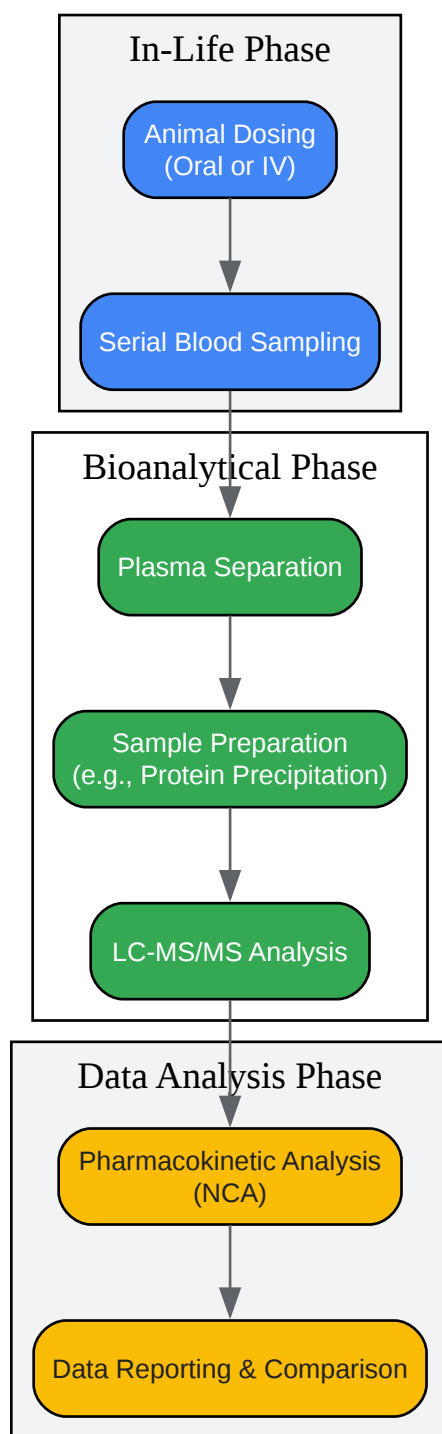 In-Life Phase
Animal Dosing
(Oral or IV)
Serial Blood Sampling
Bioanalytical Phase
Plasma Separation
Sample Preparation
(e.g., Protein Precipitation)
LC-MS/MS Analysis
Data Analysis Phase
Pharmacokinetic Analysis
(NCA)
Data Reporting & Comparison